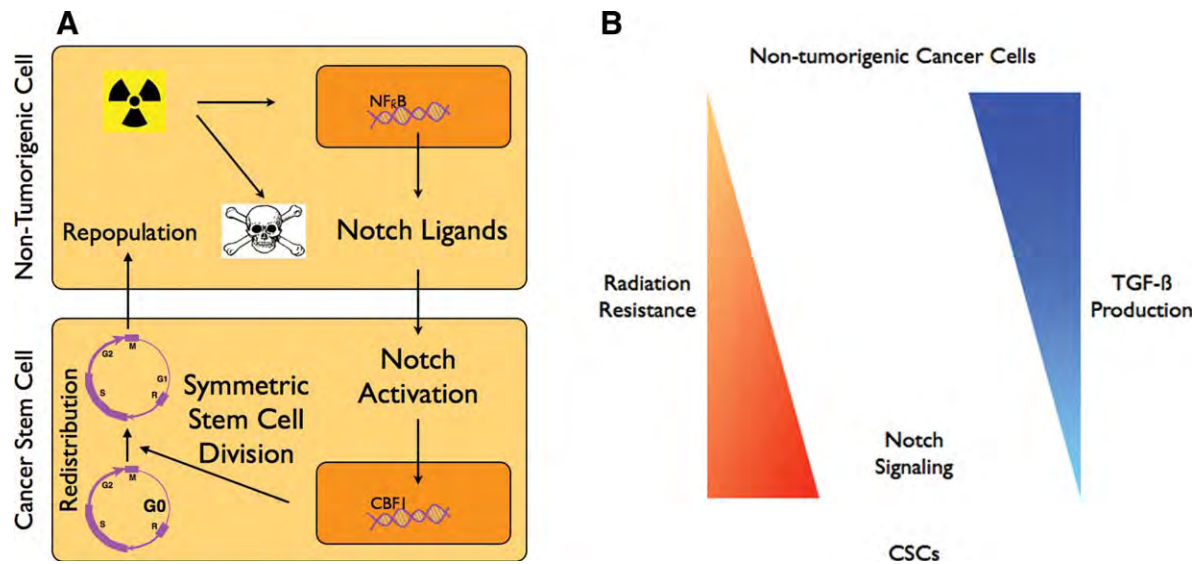 A
Non-Tumorigenic Cell
NFκB
Repopulation
Notch Ligands
Cancer Stem Cell
Redistribution
G2
M
G1
S
R
Symmetric
Stem Cell
Division
Notch
Activation
G2
M
G0
S
R
CBF1
B
Non-tumorigenic Cancer Cells
Radiation
Resistance
TGF-ß
Production
Notch
Signaling
CSCs